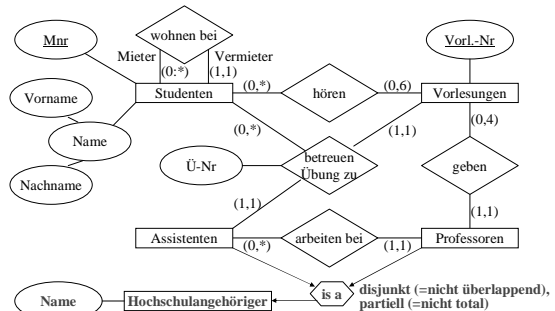 wohnen bei
Mnr
Vorl.-Nr
Mieter
Vermieter
(0:*)
(1,1)
Studenten
(0,*)
hören
(0,6)
Vorlesungen
Vorname
(0,*)
(1,1)
(0,4)
Name
Ü-Nr
betreuen
Übung zu
geben
Nachname
(1,1)
(1,1)
Assistenten
(0,*)
arbeiten bei
(1,1)
Professoren
Name
Hochschulangehöriger
is a
disjunkt (=nicht überlappend),
partiell (=nicht total)